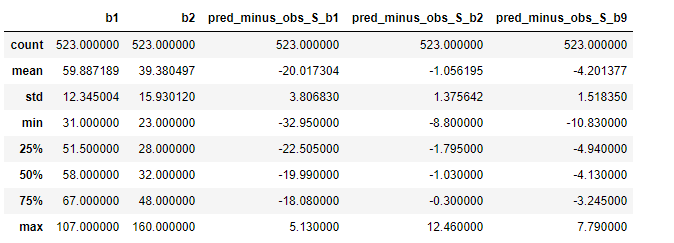 b1 b2 pred_minus_obs_S_b1 pred_minus_obs_S_b2 pred_minus_obs_S_b9
count 523.000000 523.000000 523.000000 523.000000 523.000000
mean 59.887189 39.380497 -20.017304 -1.056195 -4.201377
std 12.345004 15.930120 3.806830 1.375642 1.518350
min 31.000000 23.000000 -32.950000 -8.800000 -10.830000
25% 51.500000 28.000000 -22.505000 -1.795000 -4.940000
50% 58.000000 32.000000 -19.990000 -1.030000 -4.130000
75% 67.000000 48.000000 -18.080000 -0.300000 -3.245000
max 107.000000 160.000000 5.130000 12.460000 7.790000